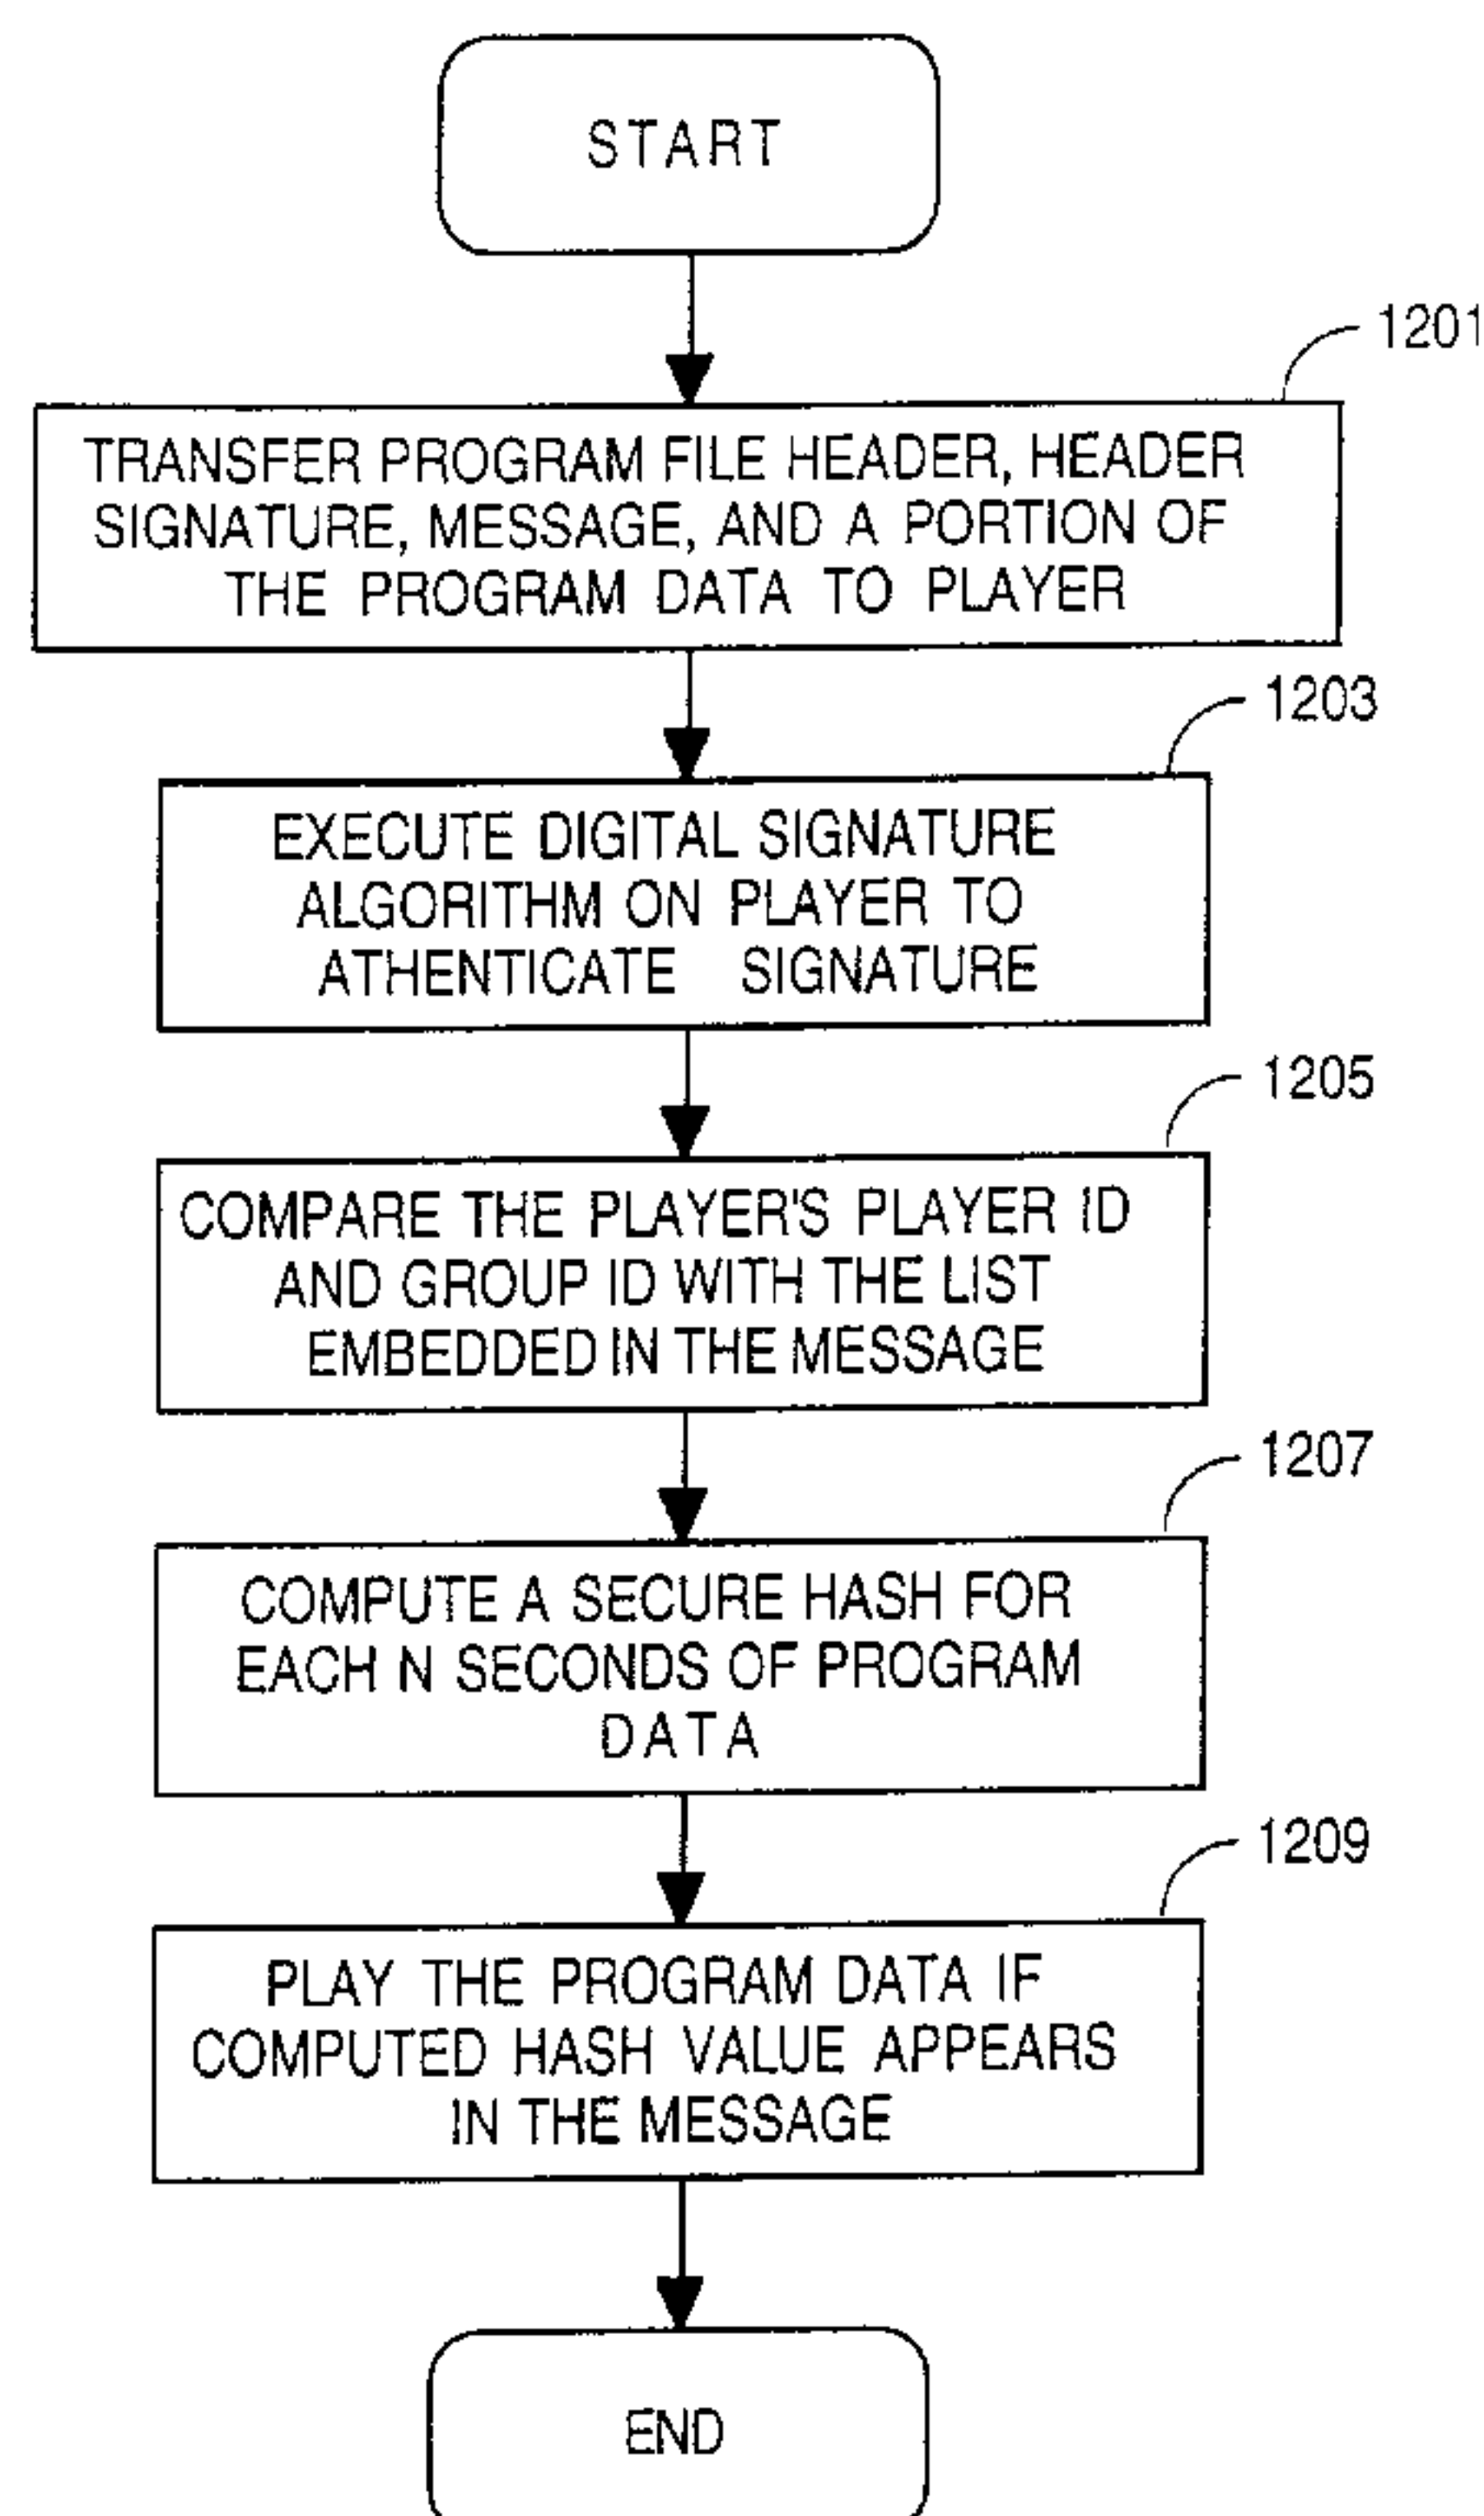 START
1201
TRANSFER PROGRAM FILE HEADER, HEADER
SIGNATURE, MESSAGE, AND A PORTION OF
THE PROGRAM DATA TO PLAYER
1203
EXECUTE DIGITAL SIGNATURE
ALGORITHM ON PLAYER TO
ATHENTICATE SIGNATURE
1205
COMPARE THE PLAYER'S PLAYER ID
AND GROUP ID WITH THE LIST
EMBEDDED IN THE MESSAGE
1207
COMPUTE A SECURE HASH FOR
EACH N SECONDS OF PROGRAM
DATA
1209
PLAY THE PROGRAM DATA IF
COMPUTED HASH VALUE APPEARS
IN THE MESSAGE
END